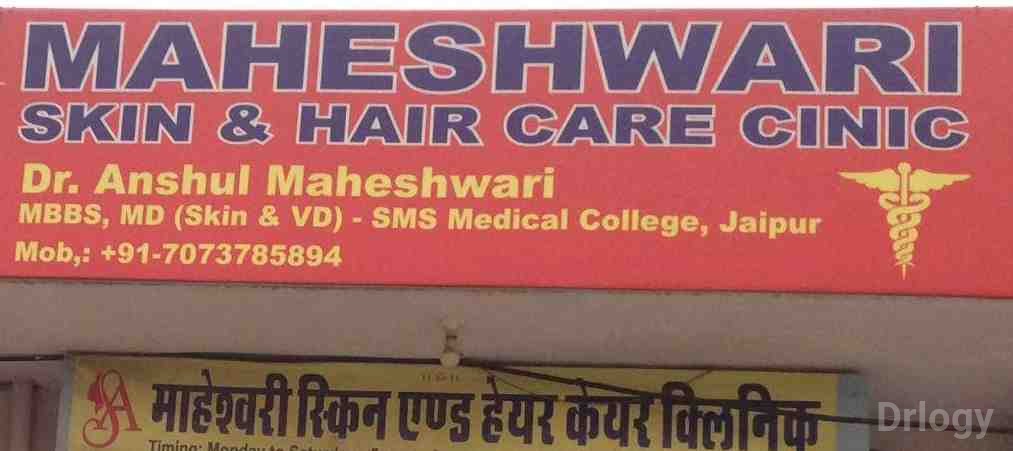 MAHESHWARI
SKIN & HAIR CARE CLINIC
Dr. Anshul Maheshwari
MBBS, MD (Skin & VD) - SMS Medical College, Jaipur
Mob,: +91-7073785894
A माहेश्वरी स्किन एण्ड हेयर केयर क्लिनिक
Timing: Monday to
Drlogy